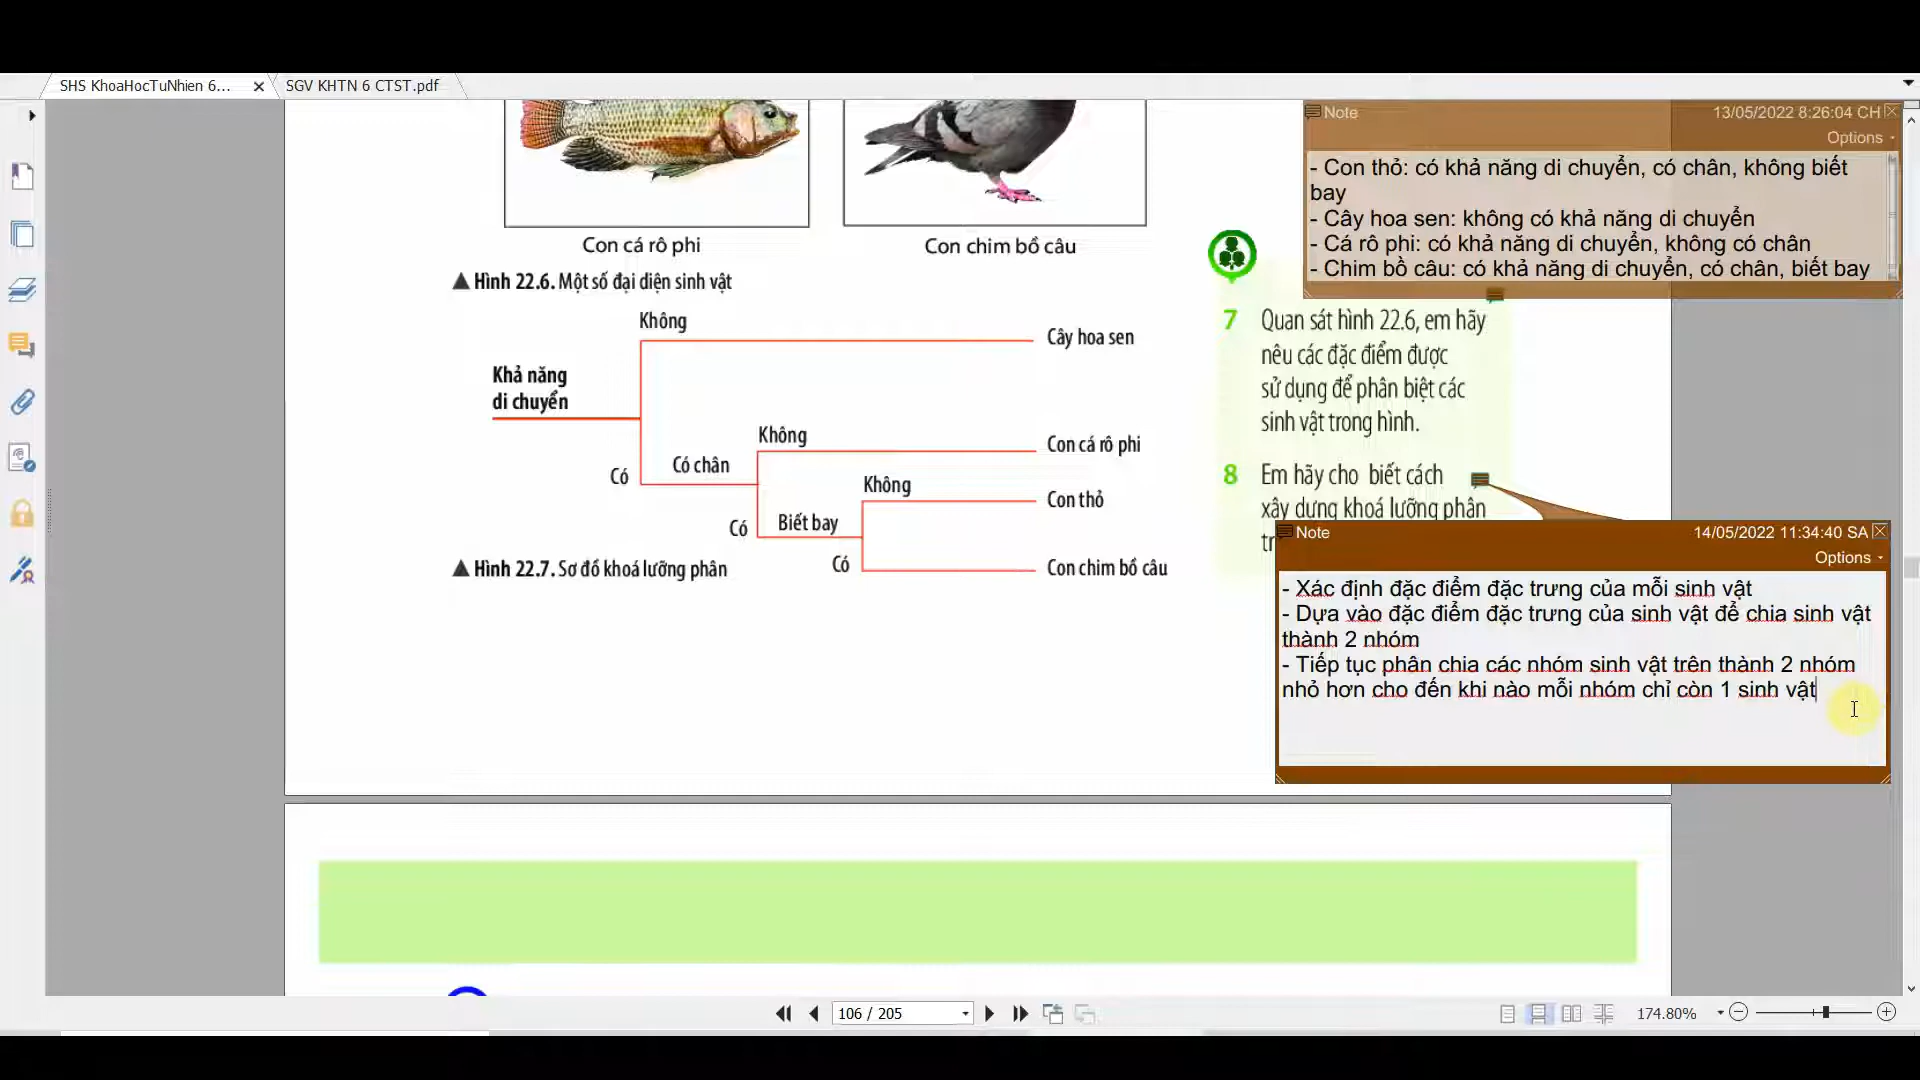 SHS KhoaHocTuNhien 6...
SGV KHTN 6 CTST.pdf
Con cá rô phi
Con chim bồ câu
▲ Hình 22.6. Một số đại diện sinh vật
Không
Cây hoa sen
Khả năng
di chuyển
Không
Con cá rô phi
Có
Có chân
Không
Con thỏ
Có
Biết bay
Có
Con chim bồ câu
▲ Hình 22.7. Sơ đồ khoá lưỡng phân
Note
13/05/2022 8:26:04 CH
Options
- Con thỏ: có khả năng di chuyển, có chân, không biết
bay
- Cây hoa sen: không có khả năng di chuyển
- Cá rô phi: có khả năng di chuyển, không có chân
- Chim bồ câu: có khả năng di chuyển, có chân, biết bay
7 Quan sát hình 22.6, em hãy
nêu các đặc điểm được
sử dụng để phân biệt các
sinh vật trong hình.
8 Em hãy cho biết cách
xây dựng khoá lưỡng phân
Note
14/05/2022 11:34:40 SA
Options
- Xác định đặc điểm đặc trưng của mỗi sinh vật
- Dựa vào đặc điểm đặc trưng của sinh vật để chia sinh vật
thành 2 nhóm
- Tiếp tục phân chia các nhóm sinh vật trên thành 2 nhóm
nhỏ hơn cho đến khi nào mỗi nhóm chỉ còn 1 sinh vật
106 / 205
174.80%